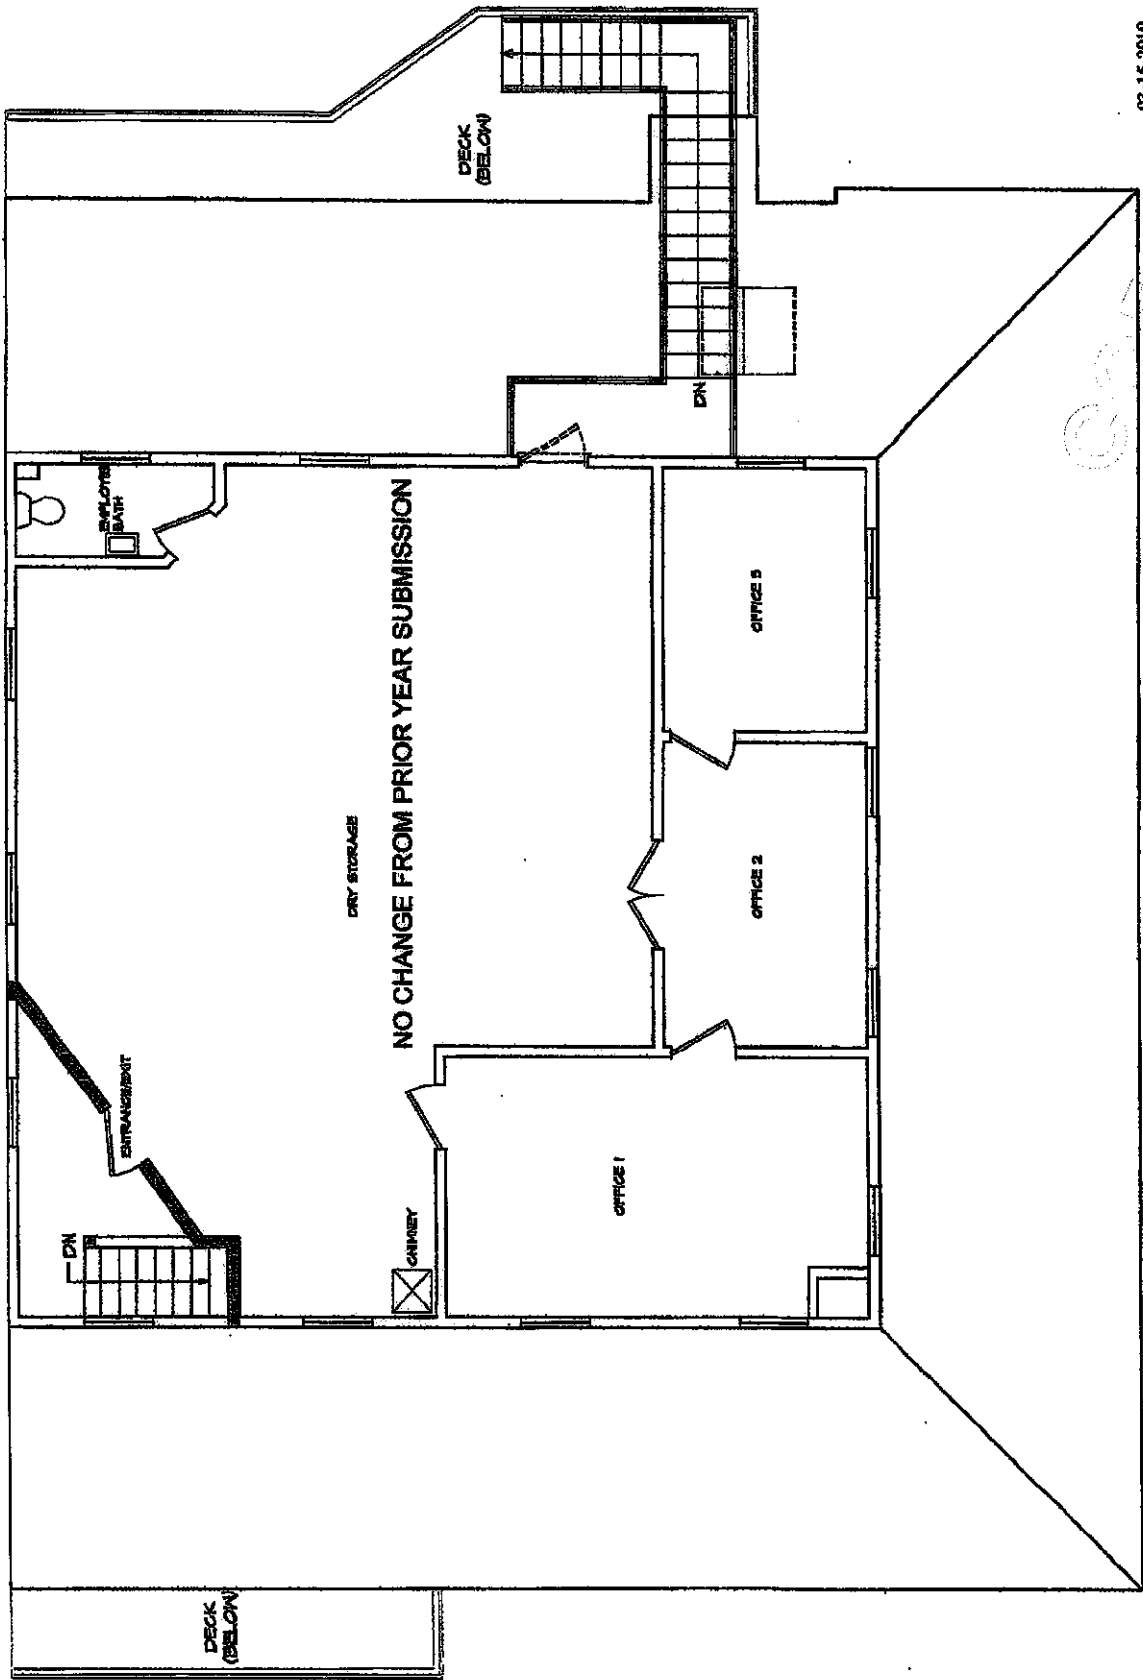 DECK
(BELOW)
DN
ENTRANCE/EXIT
CHIMNEY
OFFICE 1
DRY STORAGE
NO CHANGE FROM PRIOR YEAR SUBMISSION
OFFICE 2
OFFICE 3
EMPLOYEE
BATH
DN
DECK
(BELOW)